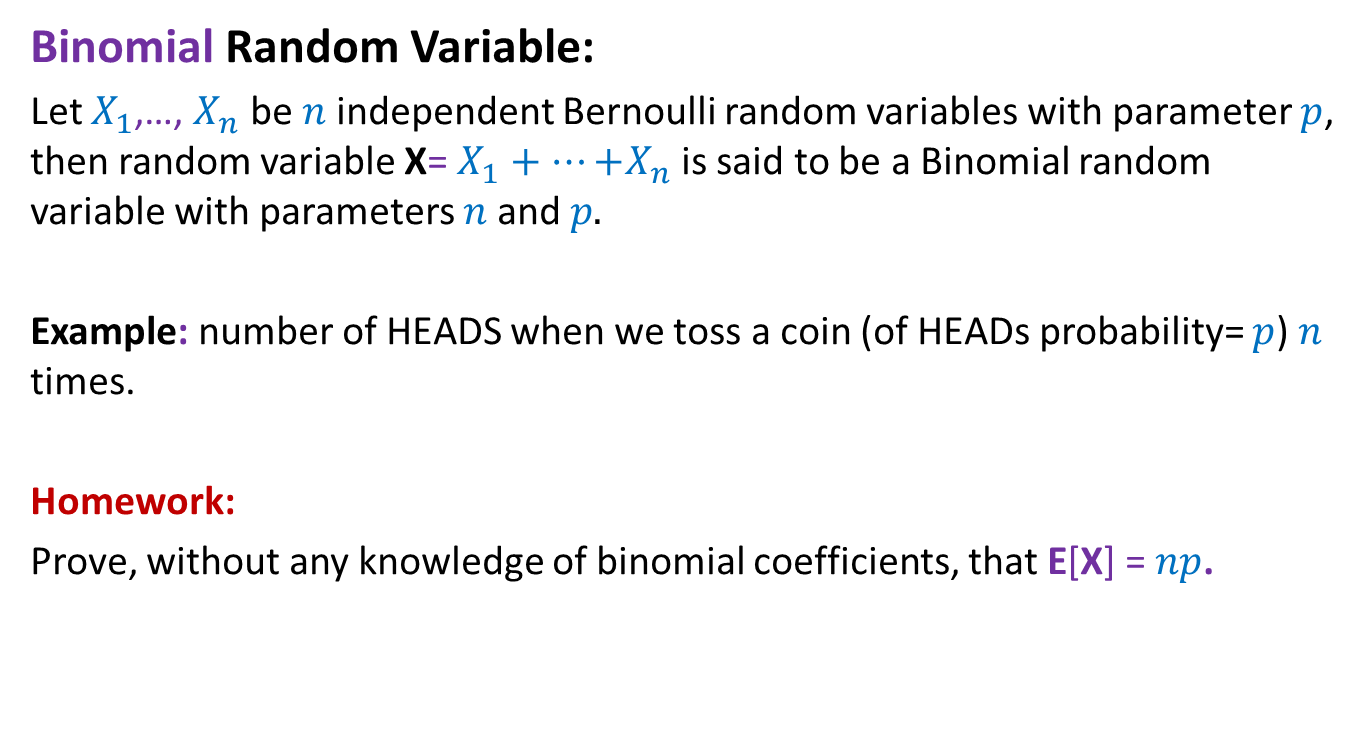 Binomial Random Variable:
Let X₁,…, Xₙ be n independent Bernoulli random variables with parameter p,
then random variable X= X₁ + ⋯ +Xₙ is said to be a Binomial random
variable with parameters n and p.
Example: number of HEADS when we toss a coin (of HEADs probability= p) n
times.
Homework:
Prove, without any knowledge of binomial coefficients, that E[X] = np.